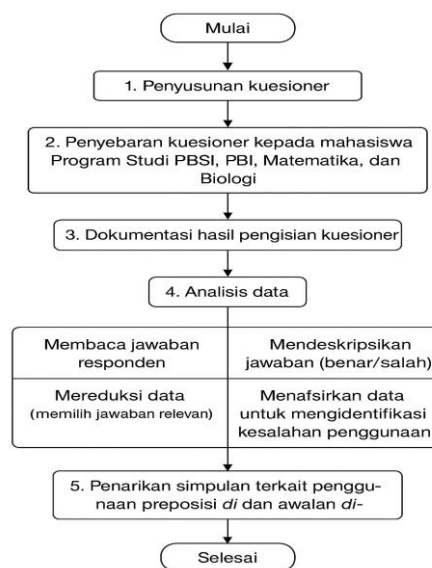 Mulai
1. Penyusunan kuesioner
2. Penyebaran kuesioner kepada mahasiswa
Program Studi PBSI, PBI, Matematika, dan
Biologi
3. Dokumentasi hasil pengisian kuesioner
4. Analisis data
Membaca jawaban
responden
Mendeskripsikan
jawaban (benar/salah)
Mereduksi data
(memilih jawaban relevan)
Menafsirkan data
untuk mengidentifikasi
kesalahan penggunaan
5. Penarikan simpulan terkait penggu-
naan preposisi di dan awalan di-
Selesai